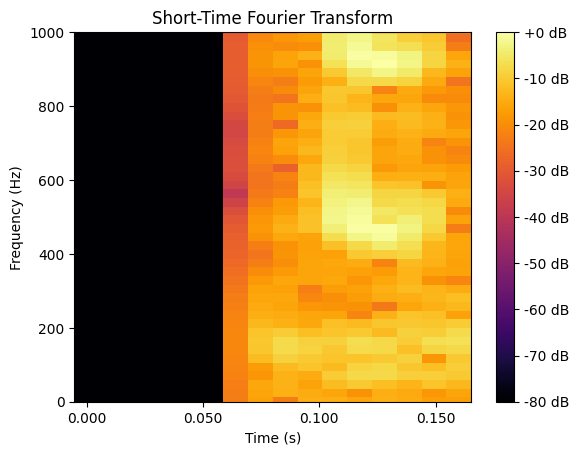 Short-Time Fourier Transform
1000
800
600
400
200
0
Frequency (Hz)
0.000
0.050
0.100
0.150
Time (s)
+0 dB
-10 dB
-20 dB
-30 dB
-40 dB
-50 dB
-60 dB
-70 dB
-80 dB